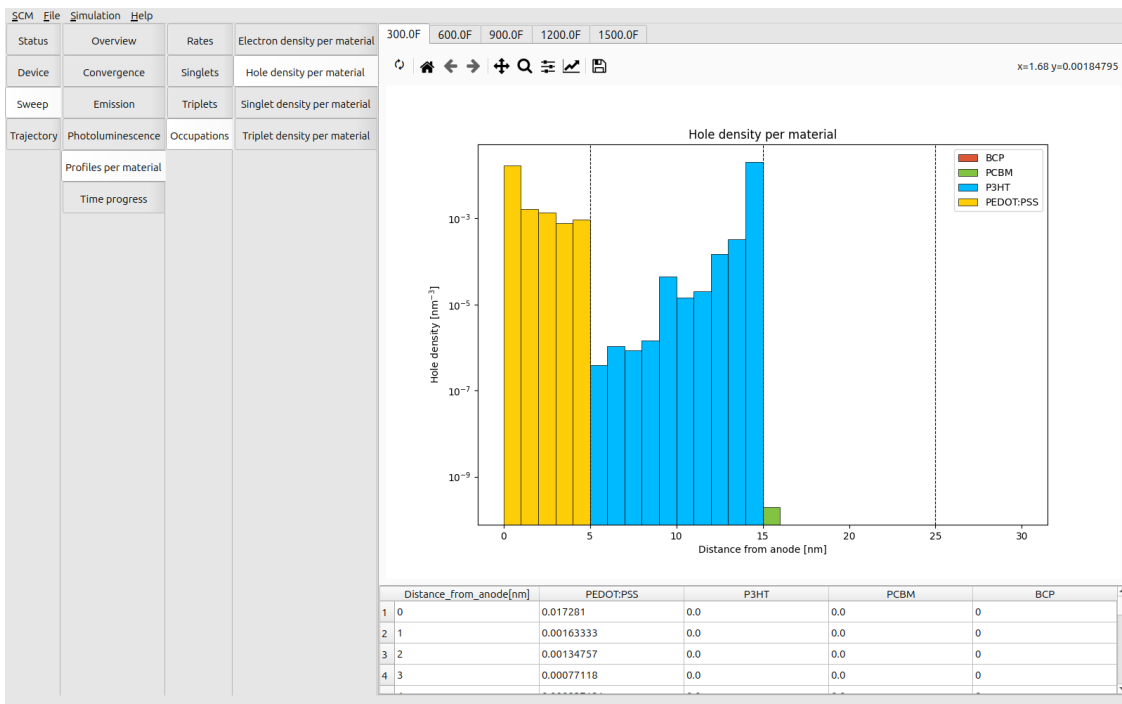 SCM File Simulation Help
Status Overview Rates Electron density per material
Device Convergence Singlets Hole density per material
Sweep Emission Triplets Singlet density per material
Trajectory Photoluminescence Occupations Triplet density per material
Profiles per material
Time progress
300.0F 600.0F 900.0F 1200.0F 1500.0F
x=1.68 y=0.00184795
Hole density per material
BCP
PCBM
P3HT
PEDOT:PSS
Hole density [nm⁻³]
10⁻³
10⁻⁵
10⁻⁷
10⁻⁹
0 5 10 15 20 25 30
Distance from anode [nm]
Distance_from_anode[nm] PEDOT:PSS P3HT PCBM BCP
1 0 0.017281 0.0 0.0 0
2 1 0.00163333 0.0 0.0 0
3 2 0.00134757 0.0 0.0 0
4 3 0.00077118 0.0 0.0 0